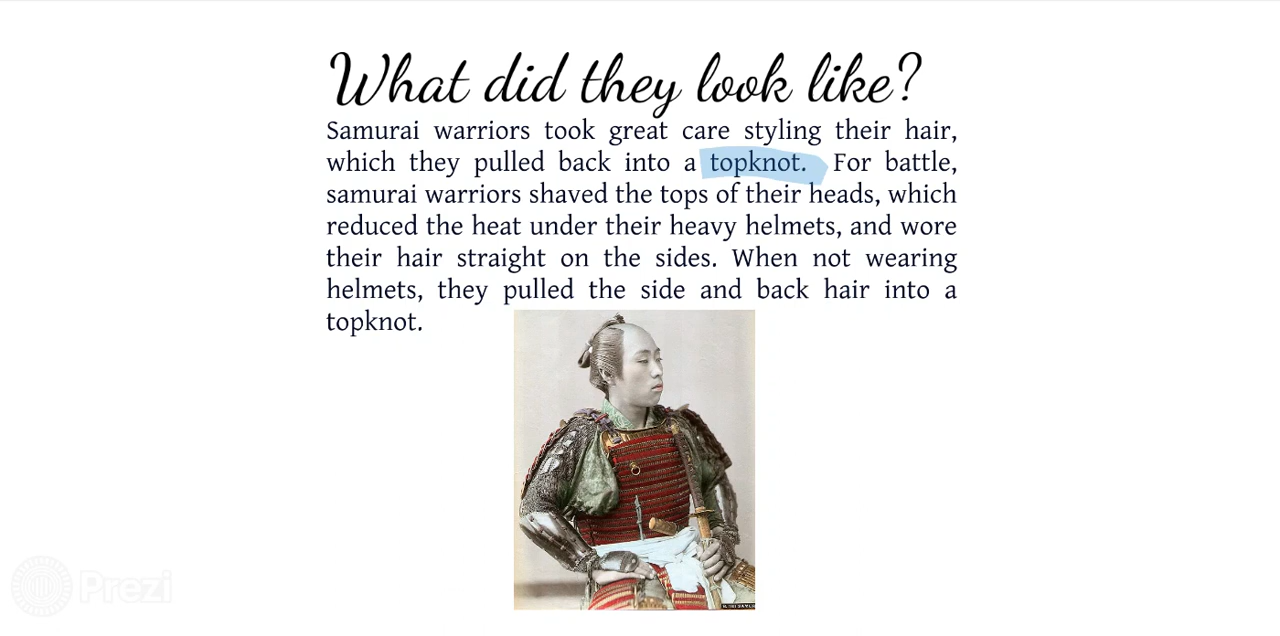 What did they look like?
Samurai warriors took great care styling their hair,
which they pulled back into a topknot. For battle,
samurai warriors shaved the tops of their heads, which
reduced the heat under their heavy helmets, and wore
their hair straight on the sides. When not wearing
helmets, they pulled the side and back hair into a
topknot.
Prezi